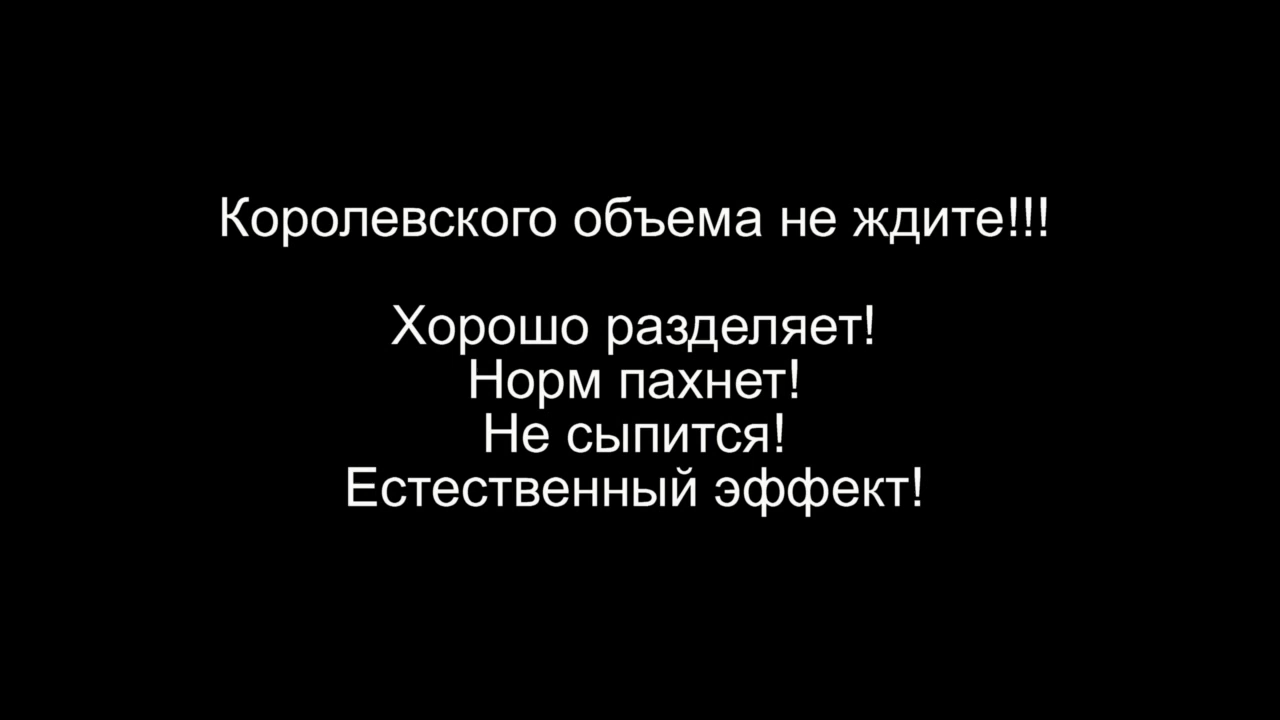 Королевского объема не ждите!!!
Хорошо разделяет!
Норм пахнет!
Не сыпится!
Естественный эффект!